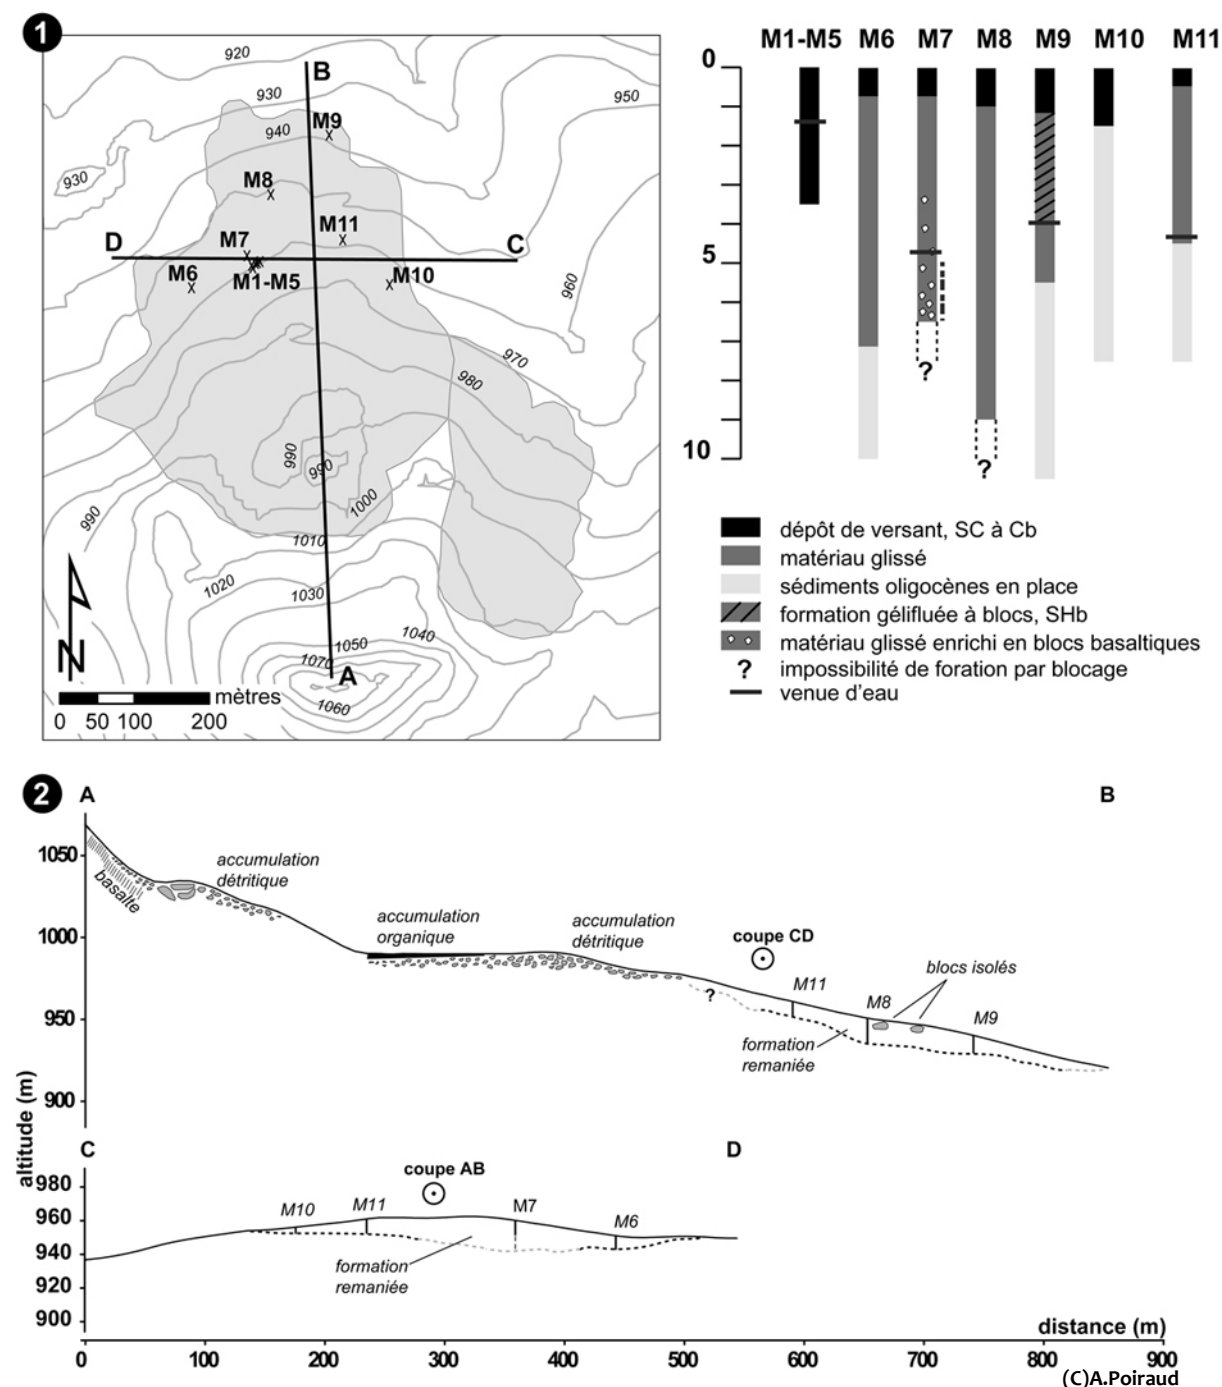 1
920
B
930
950
M9
940
930
M8
M11
D
M7
C
M6
M1-M5
M10
960
970
980
990
990
1000
990
1010
1020
1030
1040
1050
1070
A
1060
N
mètres
0 50 100 200
M1-M5 M6 M7 M8 M9 M10 M11
0
5
10
?
?
dépôt de versant, SC à Cb
matériau glissé
sédiments oligocènes en place
formation gélifluée à blocs, SHb
matériau glissé enrichi en blocs basaltiques
? impossibilité de foration par blocage
venue d'eau
2
A
B
1050
1000
950
900
altitude (m)
basalte
accumulation
détritique
accumulation
organique
accumulation
détritique
coupe CD
?
M11
M8
blocs isolés
M9
formation
remaniée
C
D
980
960
940
920
900
coupe AB
M10
M11
M7
M6
formation
remaniée
distance (m)
0 100 200 300 400 500 600 700 800 900
(C)A.Poiraud